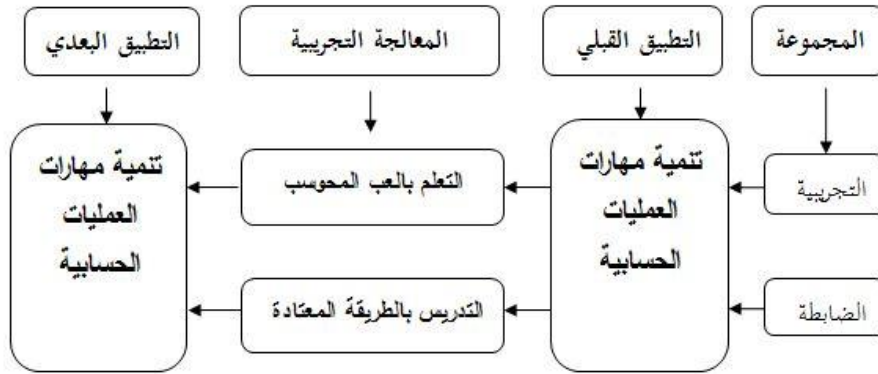 المجموعة
التطبيق القبلي
المعالجة التجريبية
التطبيق البعدي
التجريبية
الضابطة
تنمية مهارات
العمليات
الحسابية
التعلم بالعب المحوسب
التدريس بالطريقة المعتادة
تنمية مهارات
العمليات
الحسابية